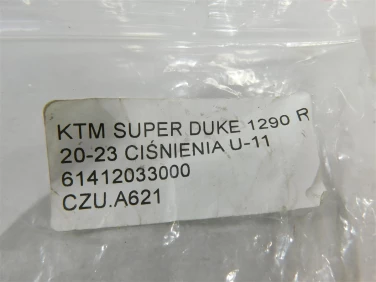 KTM SUPER DUKE 1290 R
20-23 CIŚNIENIA U-11
61412033000
CZU.A621